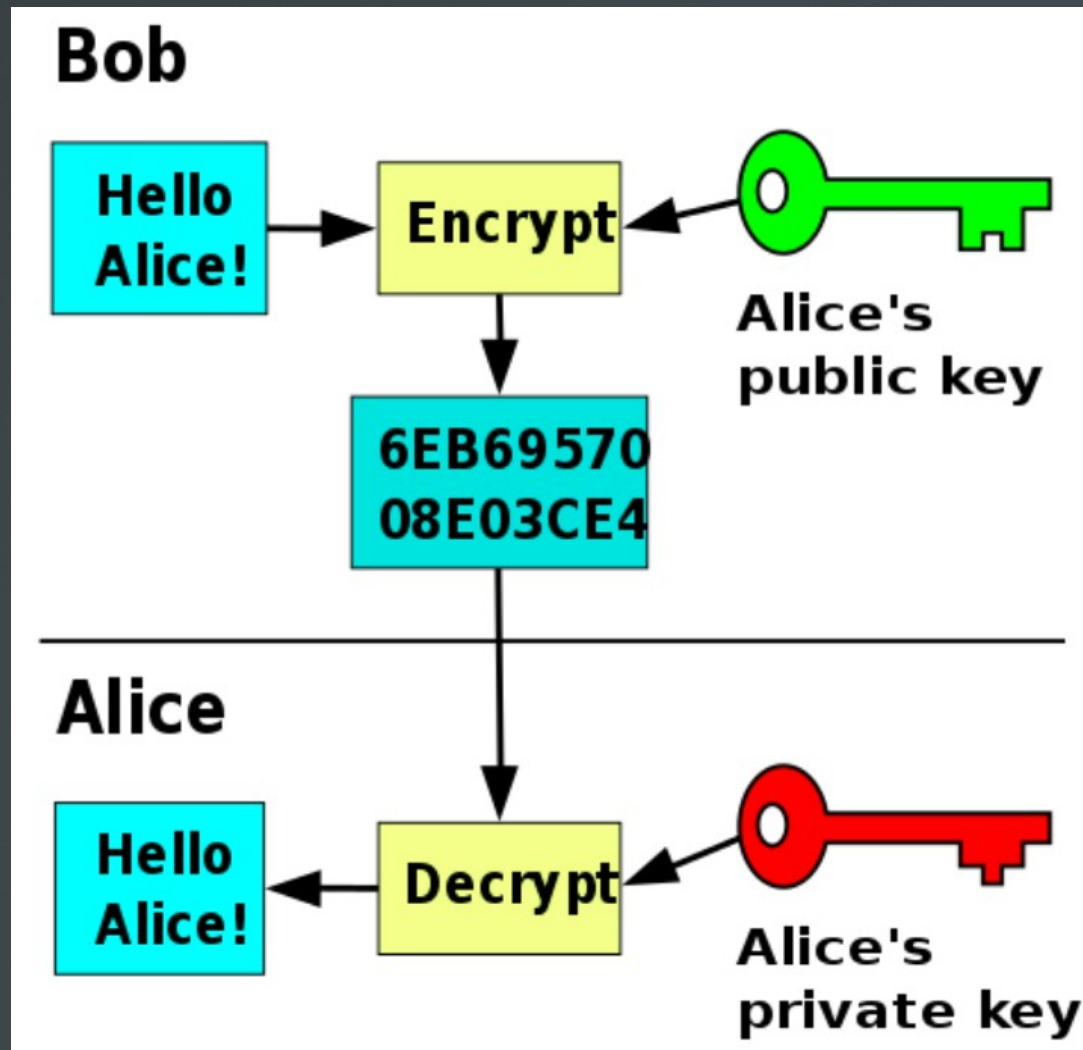 Bob
Hello
Alice!
Encrypt
Alice's
public key
6EB69570
08E03CE4
Alice
Hello
Alice!
Decrypt
Alice's
private key